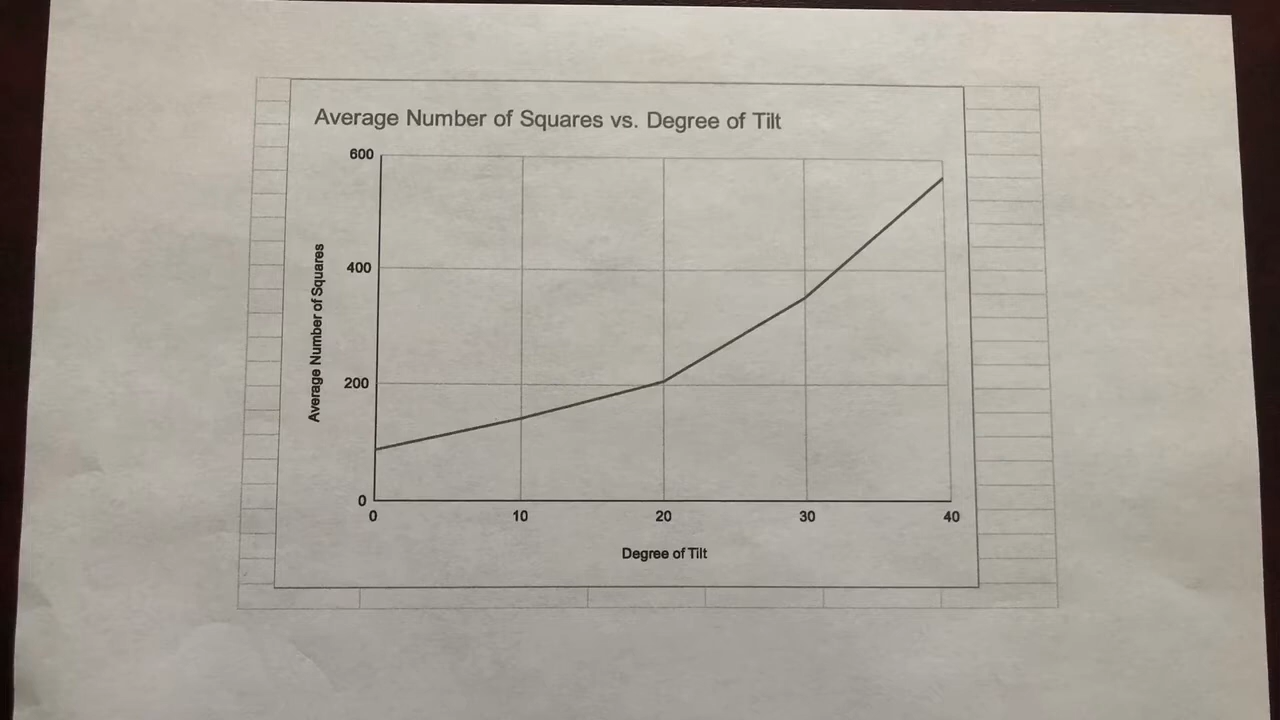 Average Number of Squares vs. Degree of Tilt
600
400
200
0
Average Number of Squares
0 10 20 30 40
Degree of Tilt